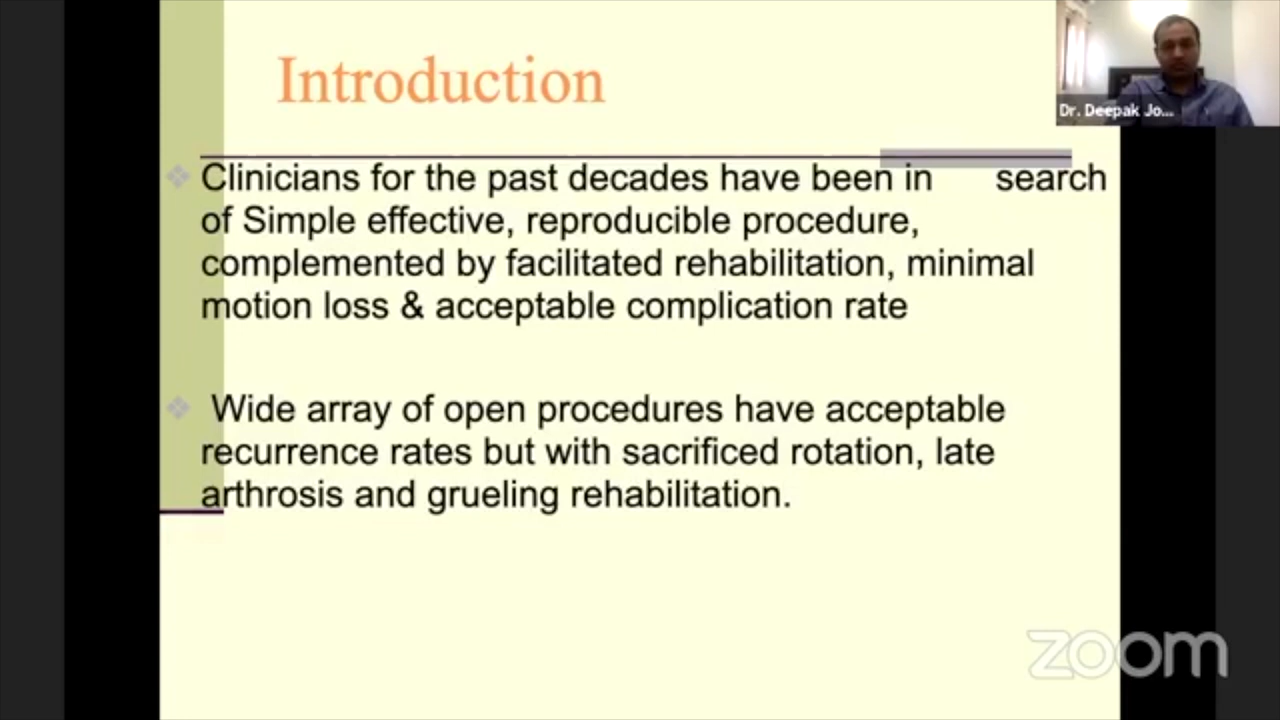 Introduction
Clinicians for the past decades have been in search
of Simple effective, reproducible procedure,
complemented by facilitated rehabilitation, minimal
motion loss & acceptable complication rate
Wide array of open procedures have acceptable
recurrence rates but with sacrificed rotation, late
arthrosis and grueling rehabilitation.
Dr. Deepak Jo...
zoom